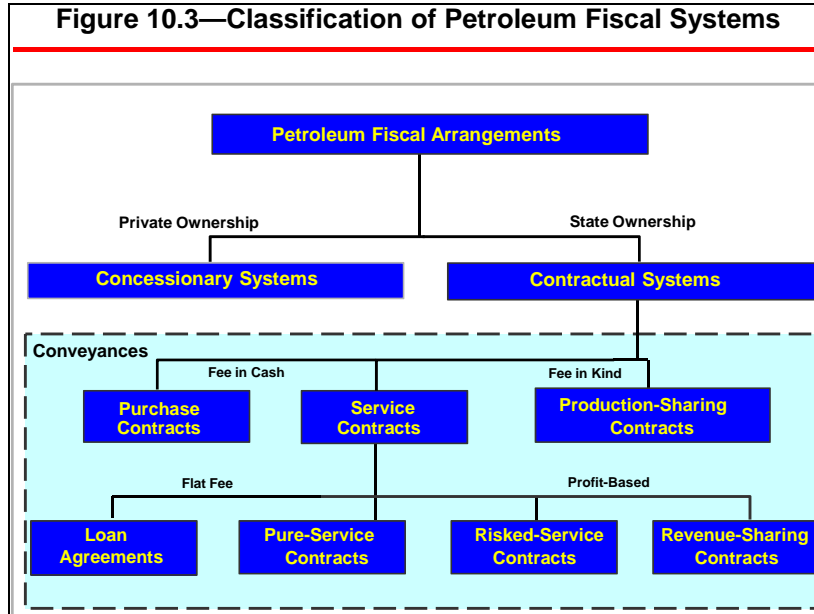 Figure 10.3—Classification of Petroleum Fiscal Systems
Petroleum Fiscal Arrangements
Private Ownership
State Ownership
Concessionary Systems
Contractual Systems
Conveyances
Fee in Cash
Fee in Kind
Purchase
Contracts
Service
Contracts
Production-Sharing
Contracts
Flat Fee
Profit-Based
Loan
Agreements
Pure-Service
Contracts
Risked-Service
Contracts
Revenue-Sharing
Contracts